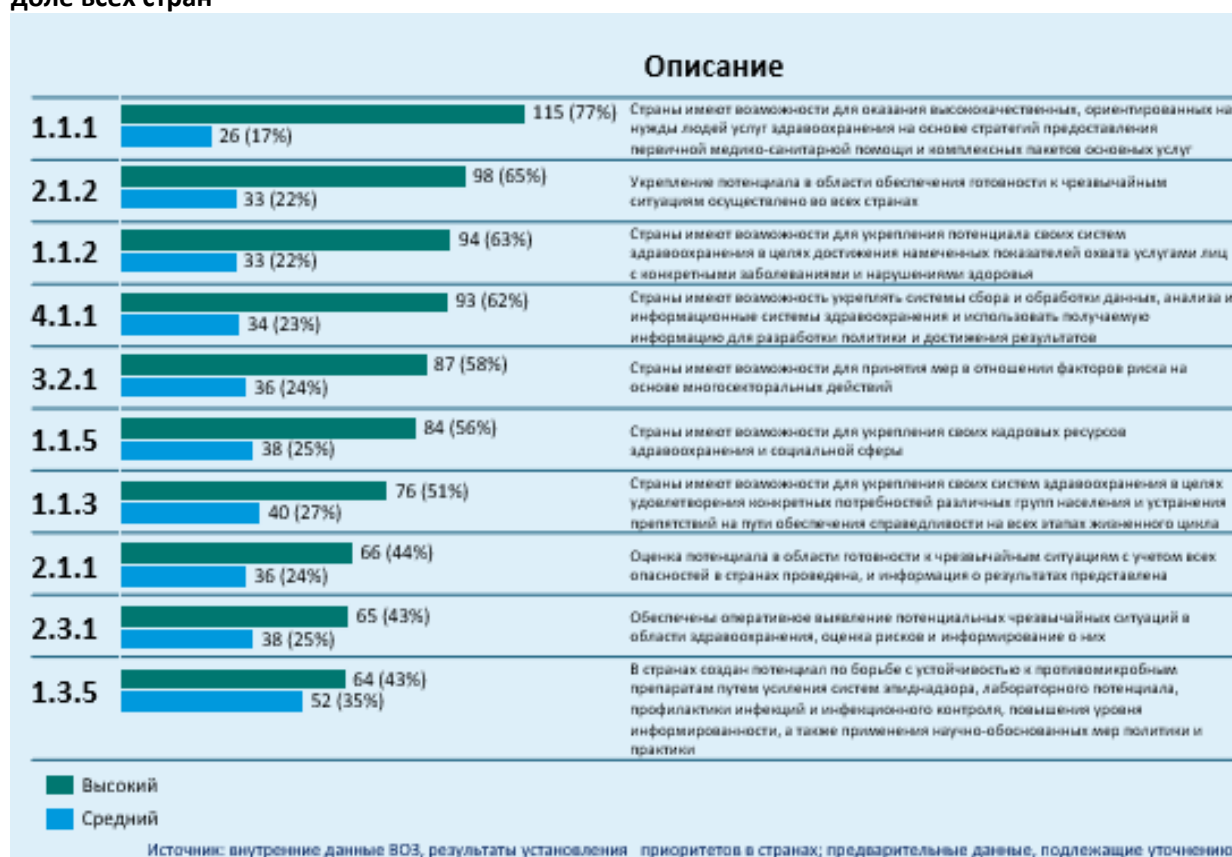 доле всех стран
Описание
1.1.1
115 (77%)
26 (17%)
Страны имеют возможности для оказания высококачественных, ориентированных на
нужды людей услуг здравоохранения на основе стратегий предоставления
первичной медико-санитарной помощи и комплексных пакетов основных услуг
2.1.2
98 (65%)
33 (22%)
Укрепление потенциала в области обеспечения готовности к чрезвычайным
ситуациям осуществлено во всех странах
1.1.2
94 (63%)
33 (22%)
Страны имеют возможности для укрепления потенциала своих систем
здравоохранения в целях достижения намеченных показателей охвата услугами лиц
с конкретными заболеваниями и нарушениями здоровья
4.1.1
93 (62%)
34 (23%)
Страны имеют возможность укреплять системы сбора и обработки данных, анализа и
информационные системы здравоохранения и использовать получаемую
информацию для разработки политики и достижения результатов
3.2.1
87 (58%)
36 (24%)
Страны имеют возможности для принятия мер в отношении факторов риска на
основе многосекторальных действий
1.1.5
84 (56%)
38 (25%)
Страны имеют возможности для укрепления своих кадровых ресурсов
здравоохранения и социальной сферы
1.1.3
76 (51%)
40 (27%)
Страны имеют возможности для укрепления своих систем здравоохранения в целях
удовлетворения конкретных потребностей различных групп населения и устранения
препятствий на пути обеспечения справедливости на всех этапах жизненного цикла
2.1.1
66 (44%)
36 (24%)
Оценка потенциала в области готовности к чрезвычайным ситуациям с учетом всех
опасностей в странах проведена, и информация о результатах представлена
2.3.1
65 (43%)
38 (25%)
Обеспечены оперативное выявление потенциальных чрезвычайных ситуаций в
области здравоохранения, оценка рисков и информирование о них
1.3.5
64 (43%)
52 (35%)
В странах создан потенциал по борьбе с устойчивостью к противомикробным
препаратам путем усиления систем эпиднадзора, лабораторного потенциала,
профилактики инфекций и инфекционного контроля, повышения уровня
информированности, а также применения научно-обоснованных мер политики и
практики
Высокий
Средний
Источник: внутренние данные ВОЗ, результаты установления приоритетов в странах; предварительные данные, подлежащие уточнению